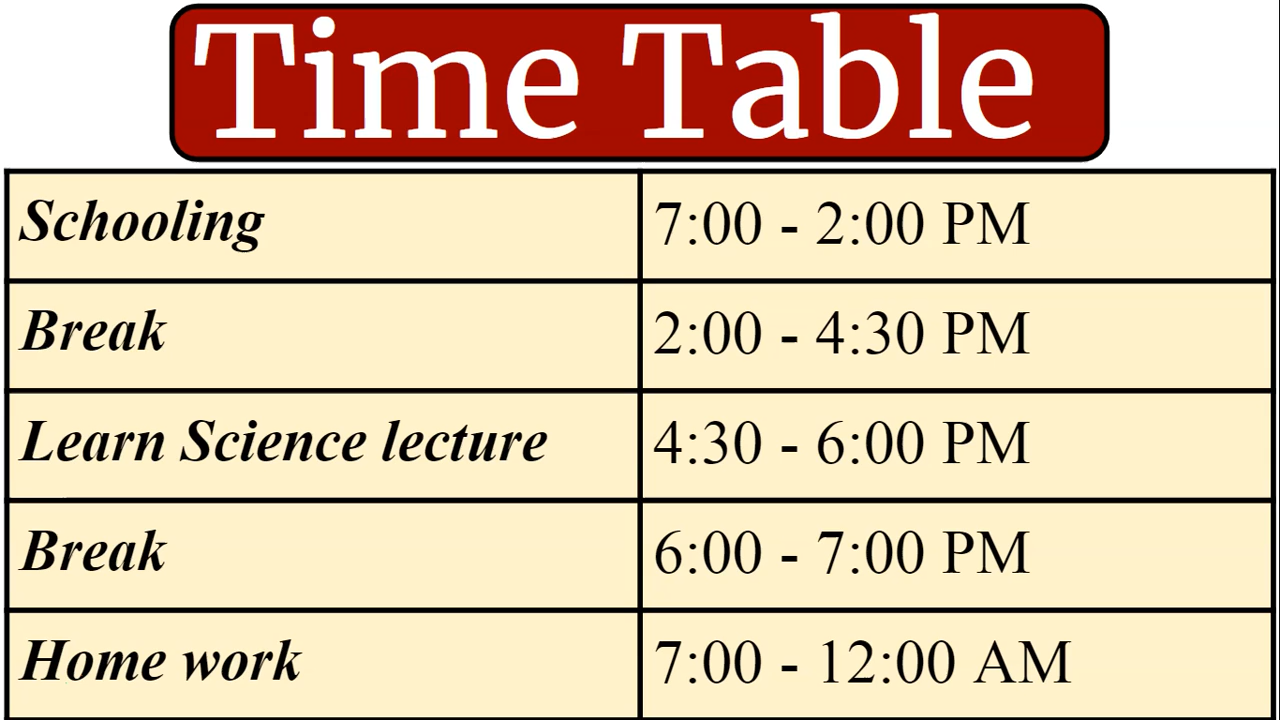 Time Table
Schooling 7:00 - 2:00 PM
Break 2:00 - 4:30 PM
Learn Science lecture 4:30 - 6:00 PM
Break 6:00 - 7:00 PM
Home work 7:00 - 12:00 AM